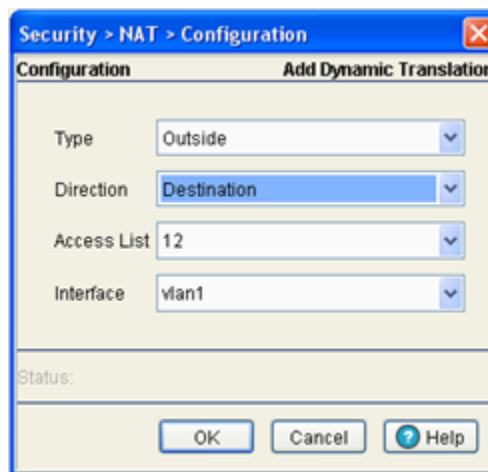 Security > NAT > Configuration
Configuration Add Dynamic Translation
Type Outside
Direction Destination
Access List 12
Interface vlan1
Status:
OK Cancel Help